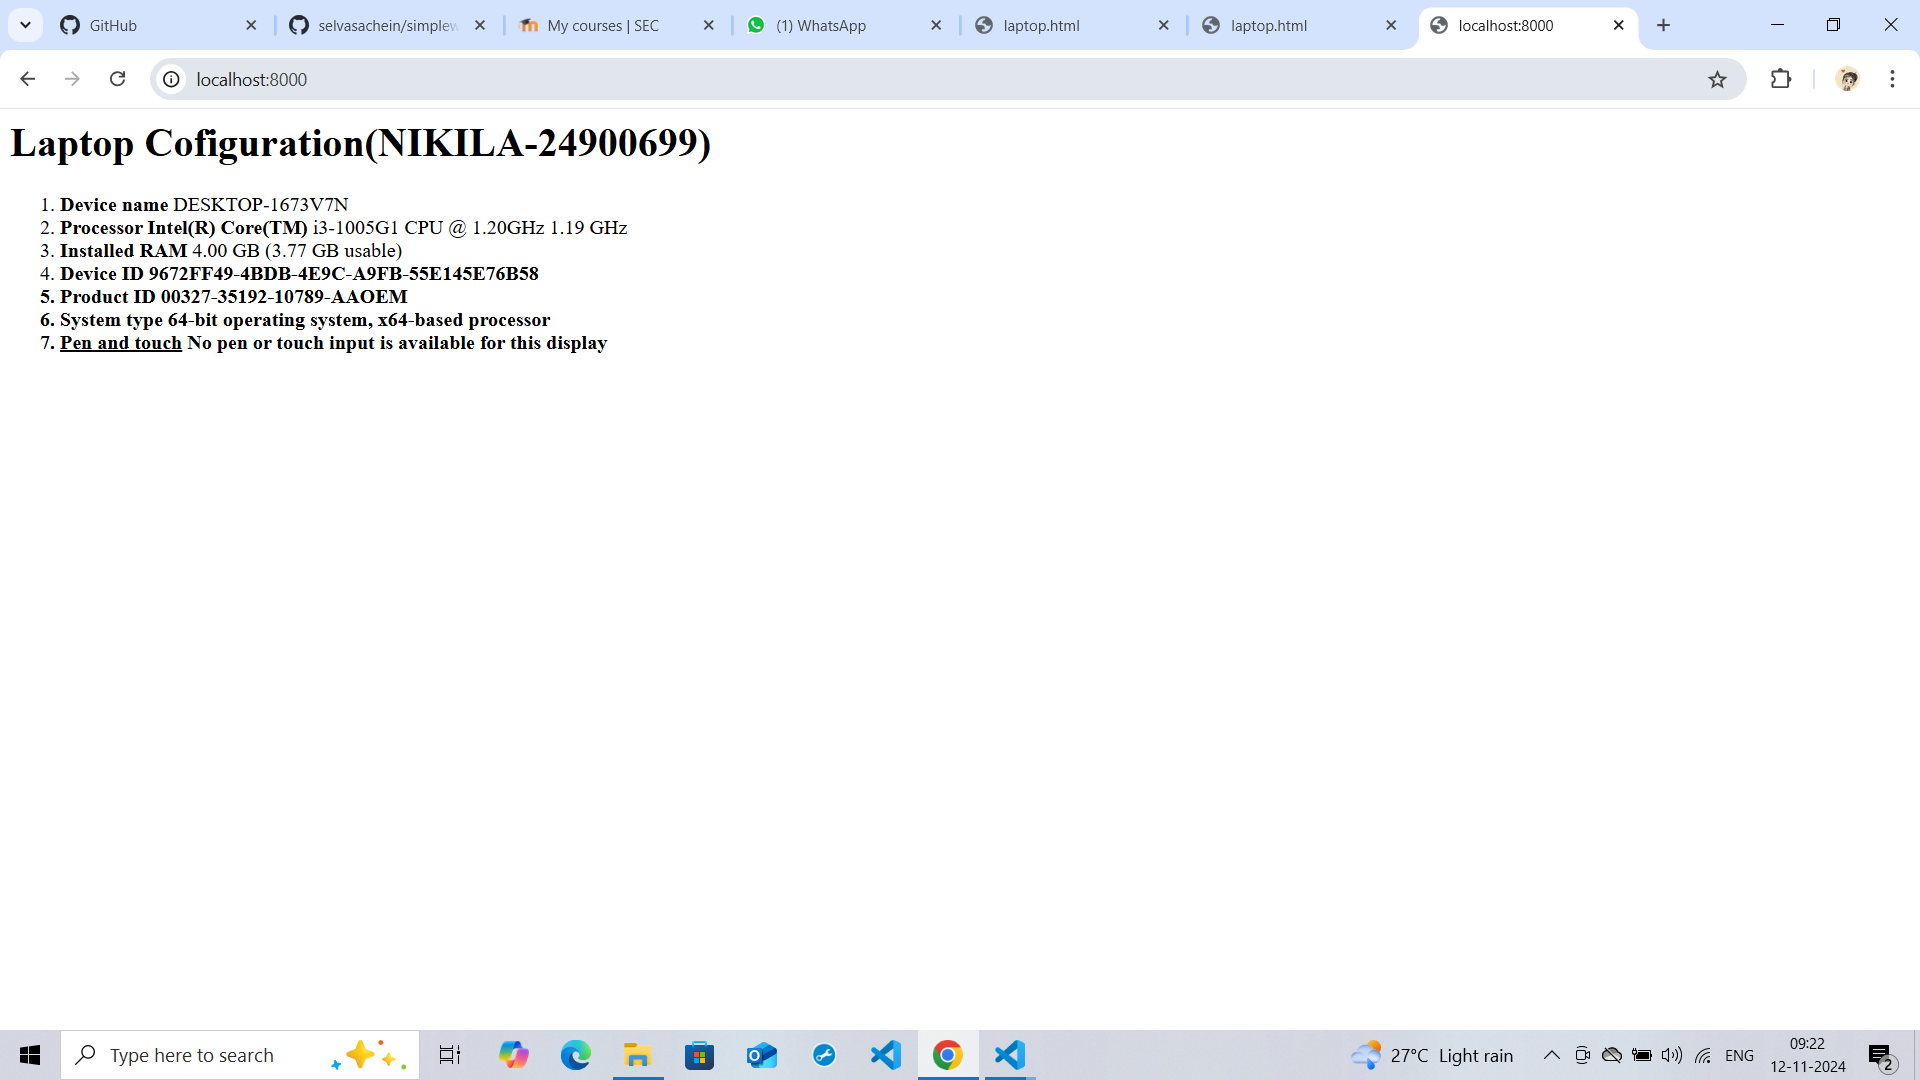 GitHub
selvasachein/simplew
My courses | SEC
(1) WhatsApp
laptop.html
laptop.html
localhost:8000
localhost:8000
Laptop Cofiguration(NIKILA-24900699)
1. Device name DESKTOP-1673V7N
2. Processor Intel(R) Core(TM) i3-1005G1 CPU @ 1.20GHz 1.19 GHz
3. Installed RAM 4.00 GB (3.77 GB usable)
4. Device ID 9672FF49-4BDB-4E9C-A9FB-55E145E76B58
5. Product ID 00327-35192-10789-AAOEM
6. System type 64-bit operating system, x64-based processor
7. Pen and touch No pen or touch input is available for this display
Type here to search
27°C Light rain
ENG
09:22
12-11-2024
2